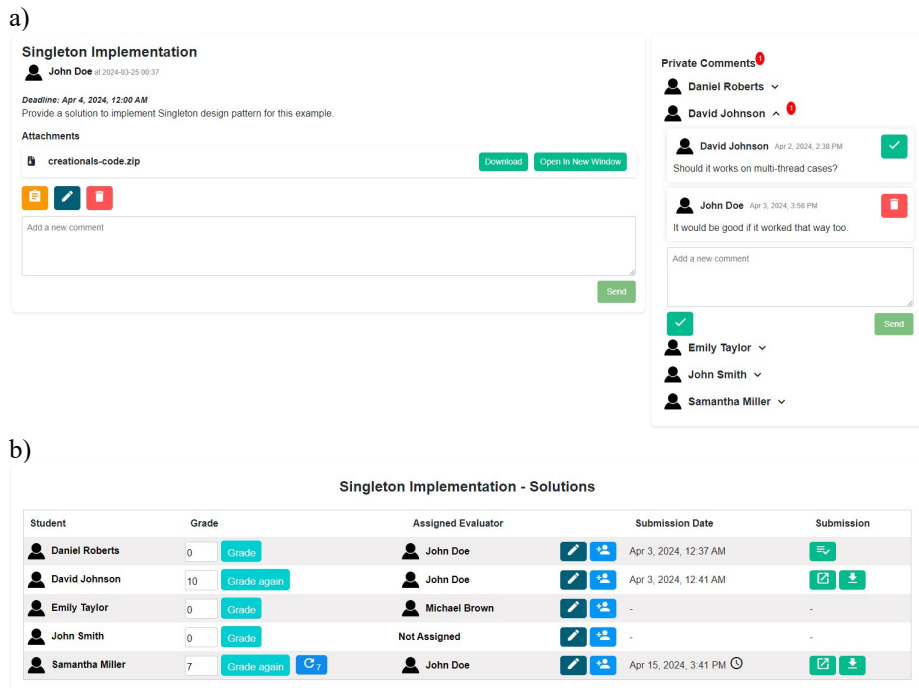 a)
Singleton Implementation
John Doe at 2024-03-25 00:37
Deadline: Apr 4, 2024, 12:00 AM
Provide a solution to implement Singleton design pattern for this example.
Attachments
creationals-code.zip Download Open In New Window
Add a new comment
Send
Private Comments 1
Daniel Roberts
David Johnson 1
David Johnson Apr 2, 2024, 2:38 PM
Should it works on multi-thread cases?
John Doe Apr 3, 2024, 3:56 PM
It would be good if it worked that way too.
Add a new comment
Send
Emily Taylor
John Smith
Samantha Miller
b)
Singleton Implementation - Solutions
Student Grade Assigned Evaluator Submission Date Submission
Daniel Roberts 0 Grade John Doe Apr 3, 2024, 12:37 AM
David Johnson 10 Grade again John Doe Apr 3, 2024, 12:41 AM
Emily Taylor 0 Grade Michael Brown - -
John Smith 0 Grade Not Assigned - -
Samantha Miller 7 Grade again 7 John Doe Apr 15, 2024, 3:41 PM